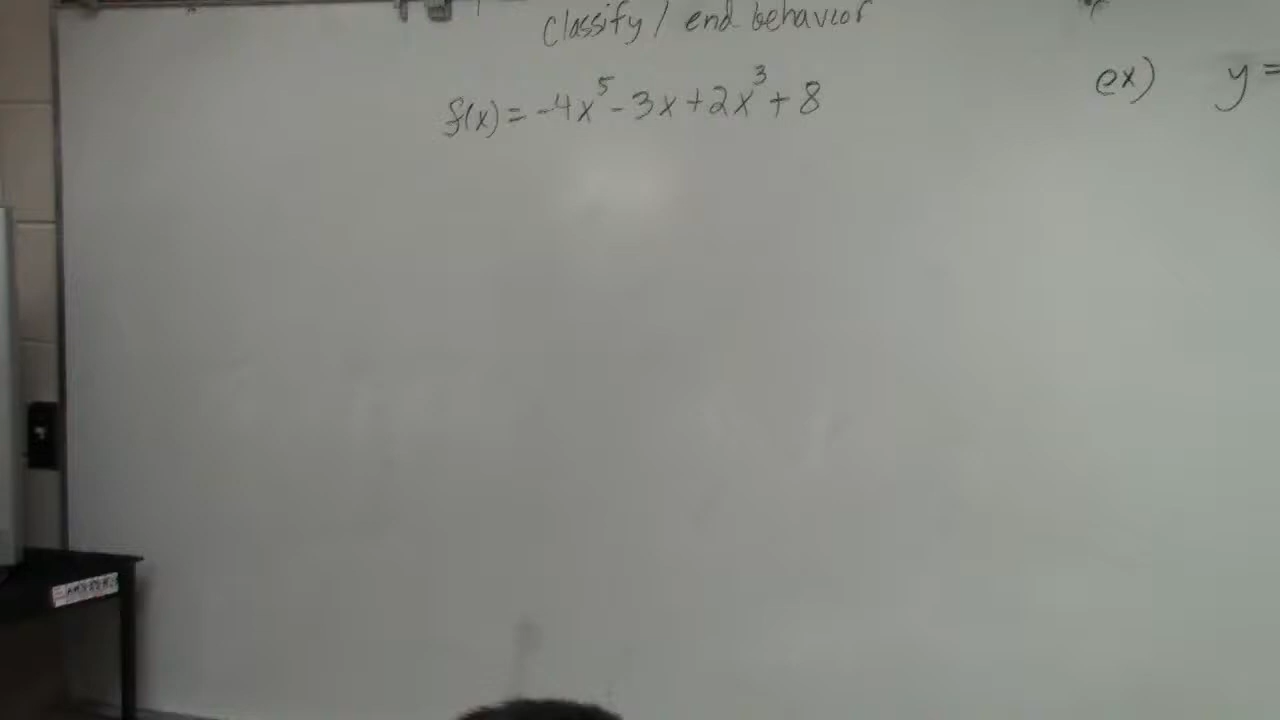 classify / end behavior
f(x) = -4x⁵ - 3x + 2x³ + 8
ex) y =